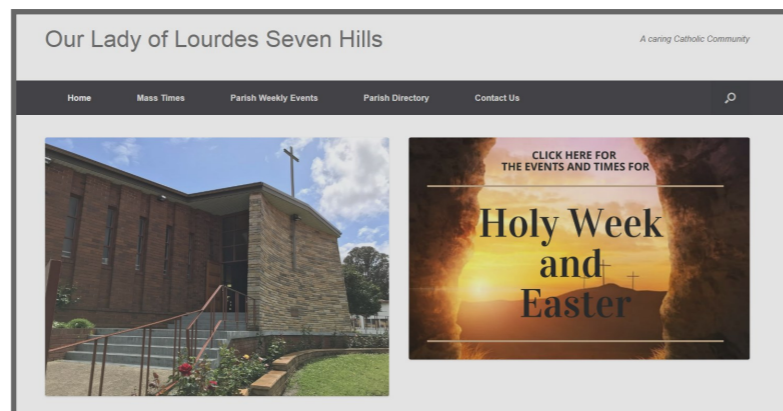 Our Lady of Lourdes Seven Hills
A caring Catholic Community
Home Mass Times Parish Weekly Events Parish Directory Contact Us
CLICK HERE FOR
THE EVENTS AND TIMES FOR
Holy Week
and
Easter